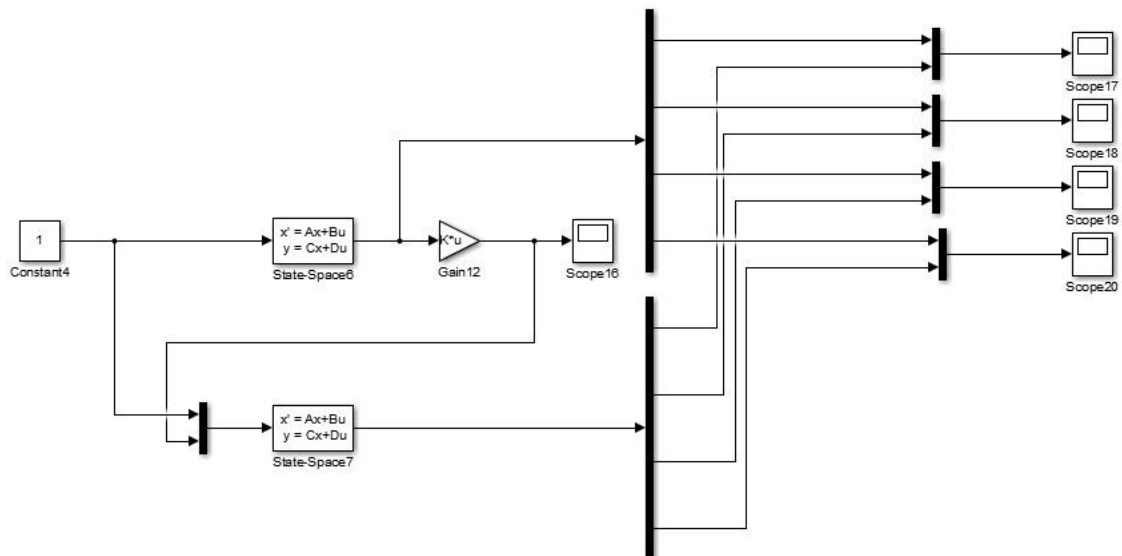 Scope17
Scope18
Scope19
1
Constant4
x' = Ax+Bu
y = Cx+Du
State-Space6
K*u
Gain12
Scope16
Scope20
x' = Ax+Bu
y = Cx+Du
State-Space7